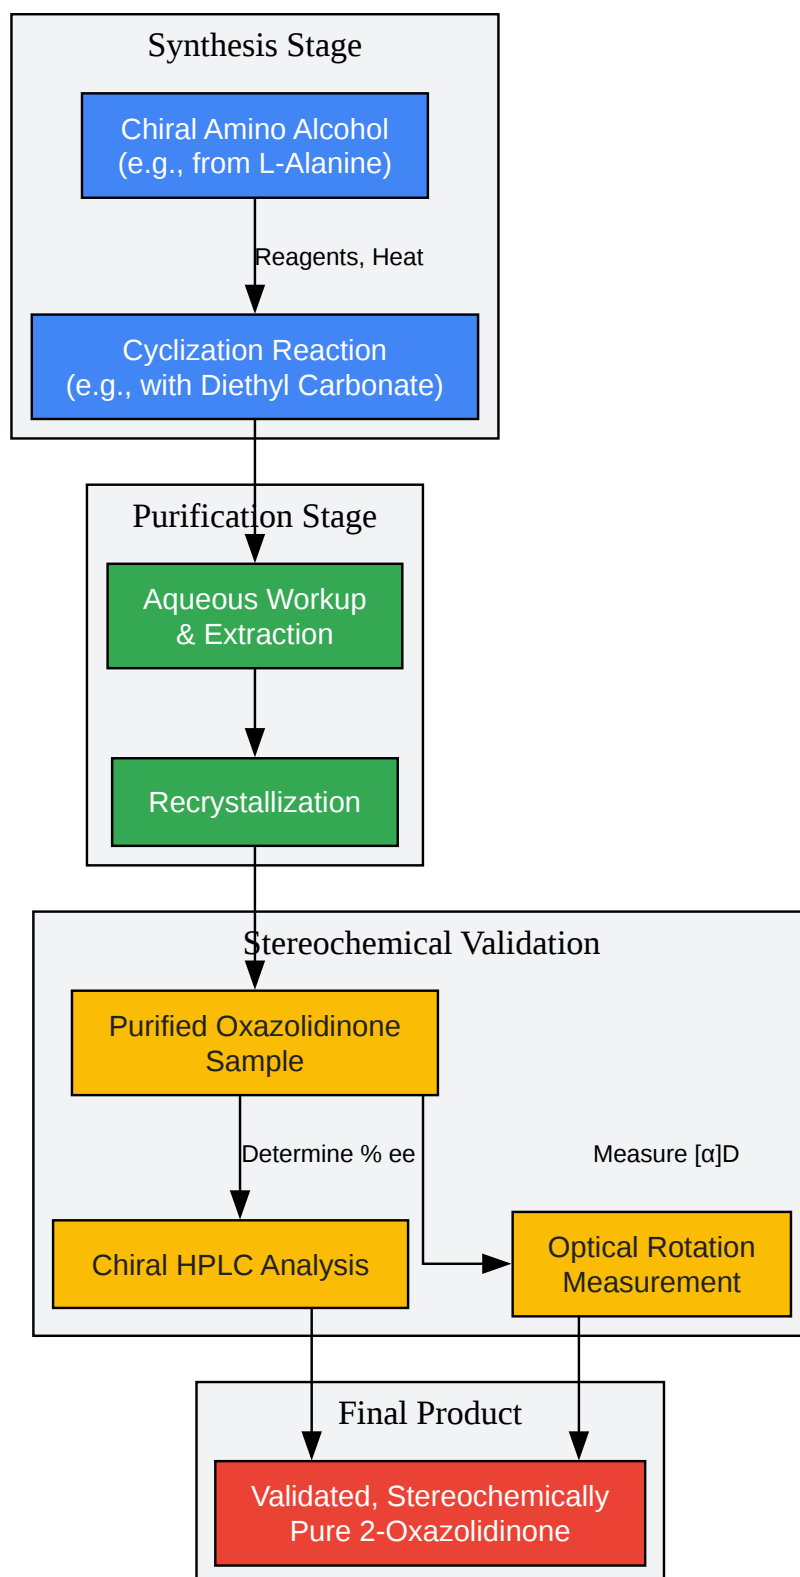 Synthesis Stage
Chiral Amino Alcohol
(e.g., from L-Alanine)
Reagents, Heat
Cyclization Reaction
(e.g., with Diethyl Carbonate)
Purification Stage
Aqueous Workup
& Extraction
Recrystallization
Stereochemical Validation
Purified Oxazolidinone
Sample
Determine % ee
Measure [α]D
Chiral HPLC Analysis
Optical Rotation
Measurement
Final Product
Validated, Stereochemically
Pure 2-Oxazolidinone